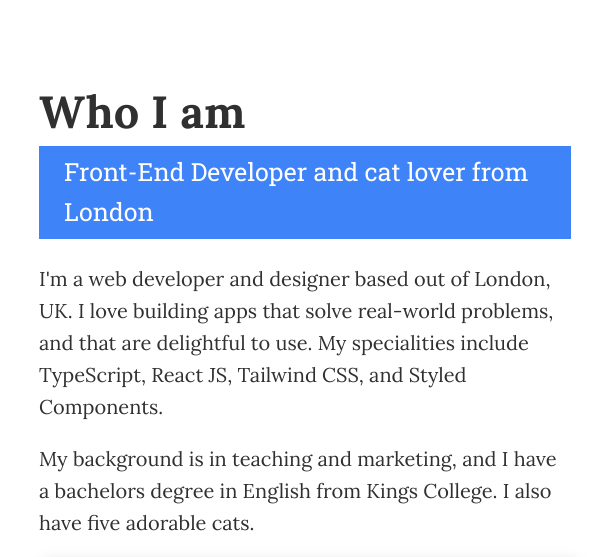 Who I am
Front-End Developer and cat lover from
London
I'm a web developer and designer based out of London,
UK. I love building apps that solve real-world problems,
and that are delightful to use. My specialities include
TypeScript, React JS, Tailwind CSS, and Styled
Components.
My background is in teaching and marketing, and I have
a bachelors degree in English from Kings College. I also
have five adorable cats.